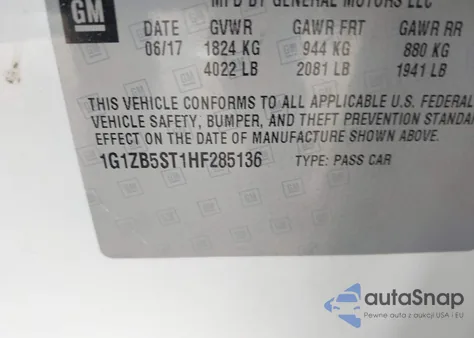 GM
MFD BY GENERAL MOTORS LLC
DATE GVWR GAWR FRT GAWR RR
06/17 1824 KG 944 KG 880 KG
4022 LB 2081 LB 1941 LB
THIS VEHICLE CONFORMS TO ALL APPLICABLE U.S. FEDERAL
VEHICLE SAFETY, BUMPER, AND THEFT PREVENTION STANDA
EFFECT ON THE DATE OF MANUFACTURE SHOWN ABOVE.
1G1ZB5ST1HF285136 TYPE: PASS CAR
autoSnap
Pewne auta z aukcji USA i EU